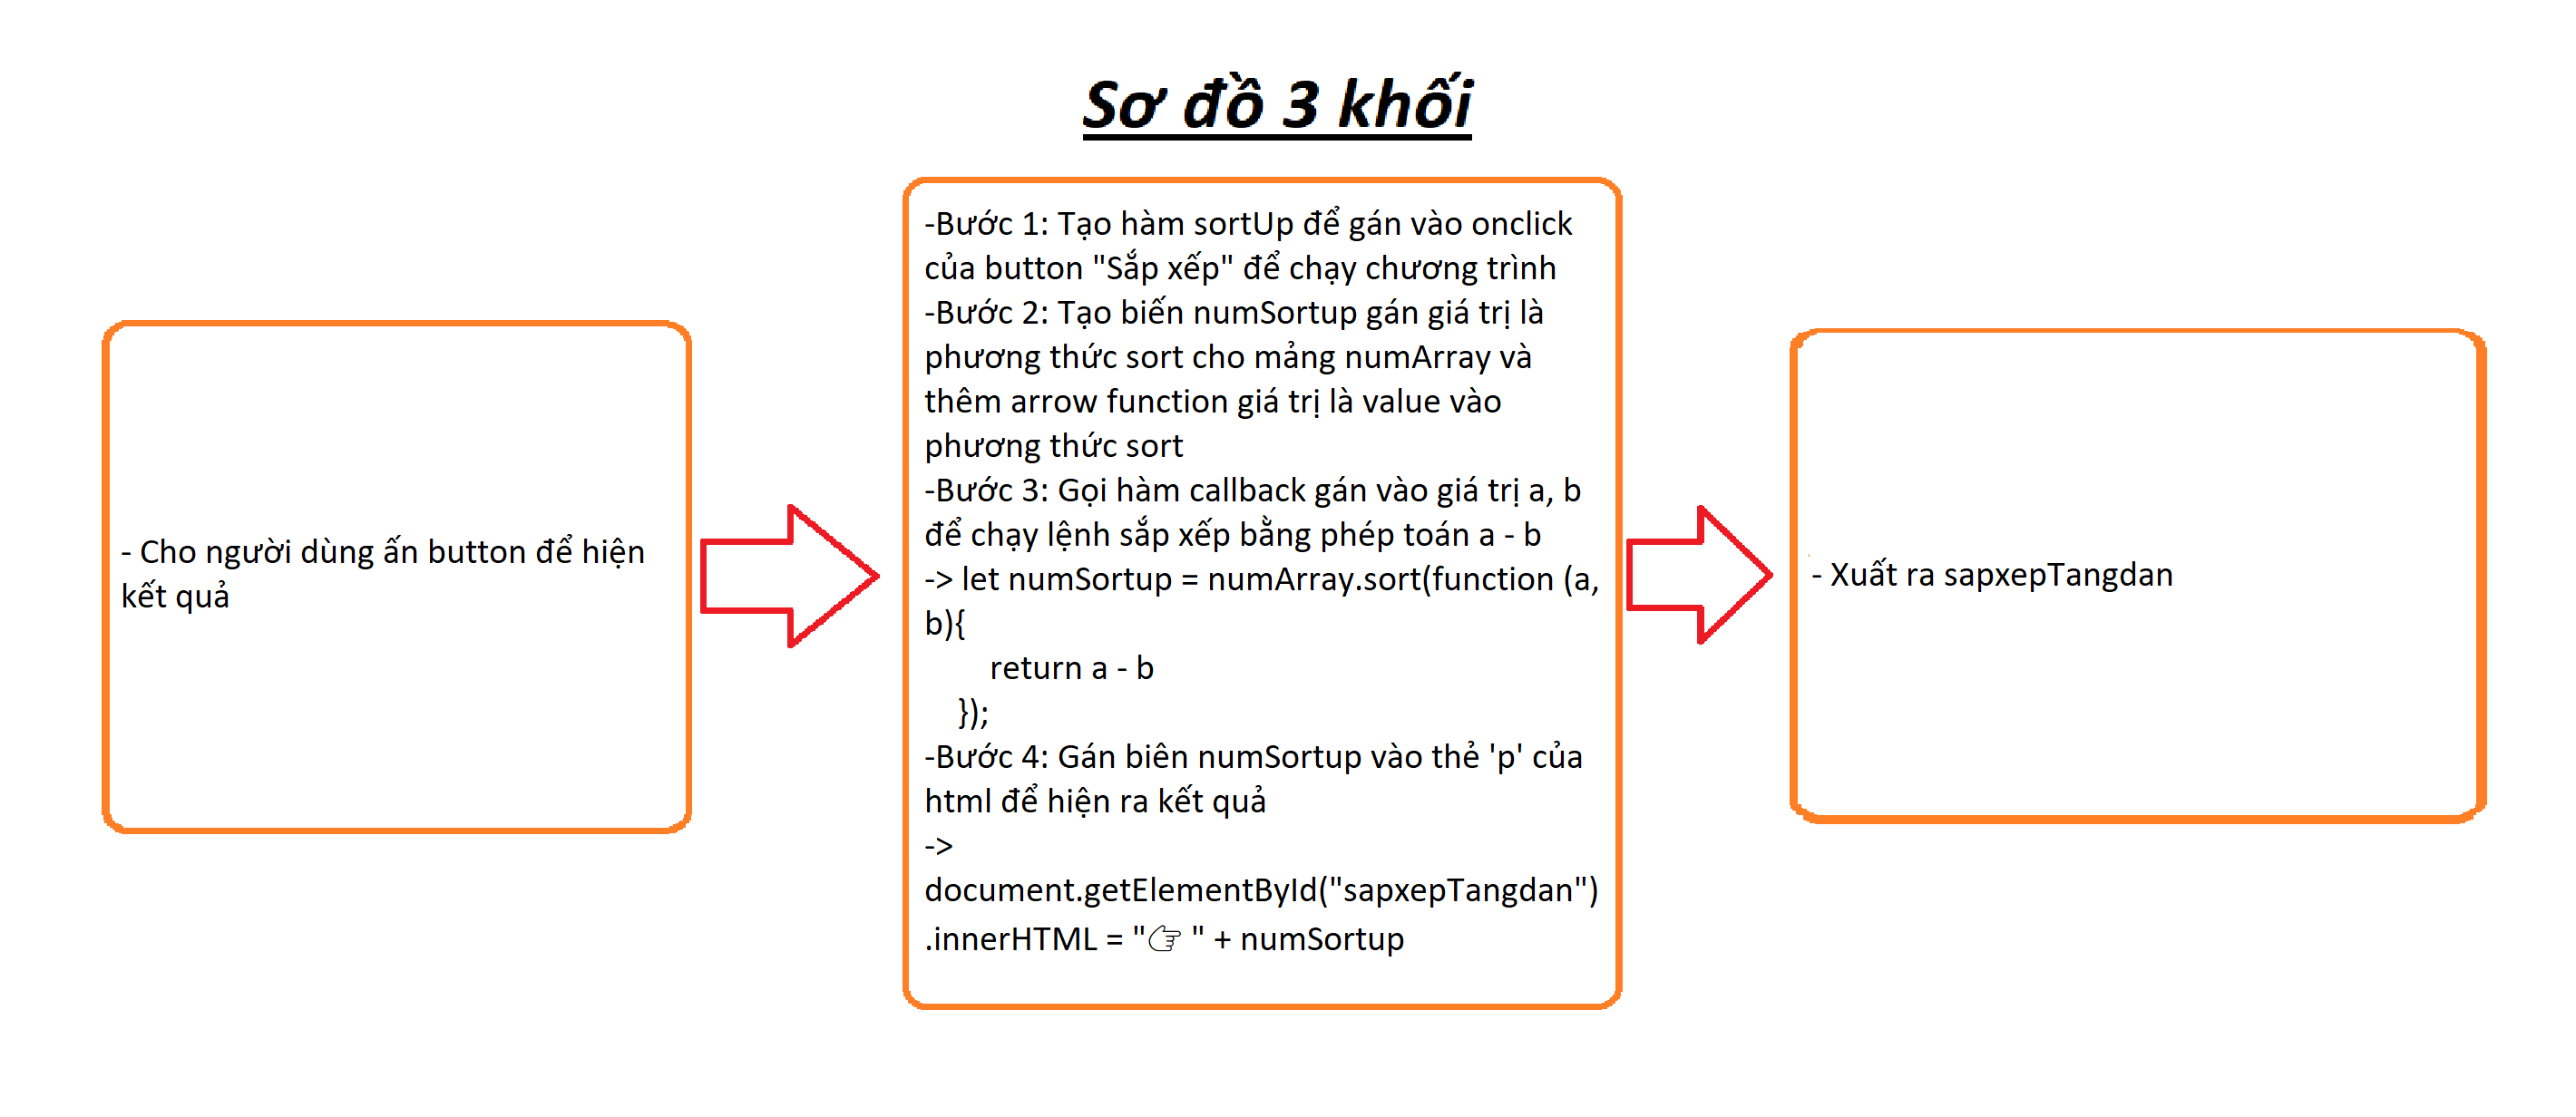 Sơ đồ 3 khối
- Cho người dùng ấn button để hiện
kết quả
-Bước 1: Tạo hàm sortUp để gán vào onclick
của button "Sắp xếp" để chạy chương trình
-Bước 2: Tạo biến numSortup gán giá trị là
phương thức sort cho mảng numArray và
thêm arrow function giá trị là value vào
phương thức sort
-Bước 3: Gọi hàm callback gán vào giá trị a, b
để chạy lệnh sắp xếp bằng phép toán a - b
-> let numSortup = numArray.sort(function (a,
b){
return a - b
});
-Bước 4: Gán biên numSortup vào thẻ 'p' của
html để hiện ra kết quả
->
document.getElementById("sapxepTangdan")
.innerHTML = "👉 " + numSortup
- Xuất ra sapxepTangdan